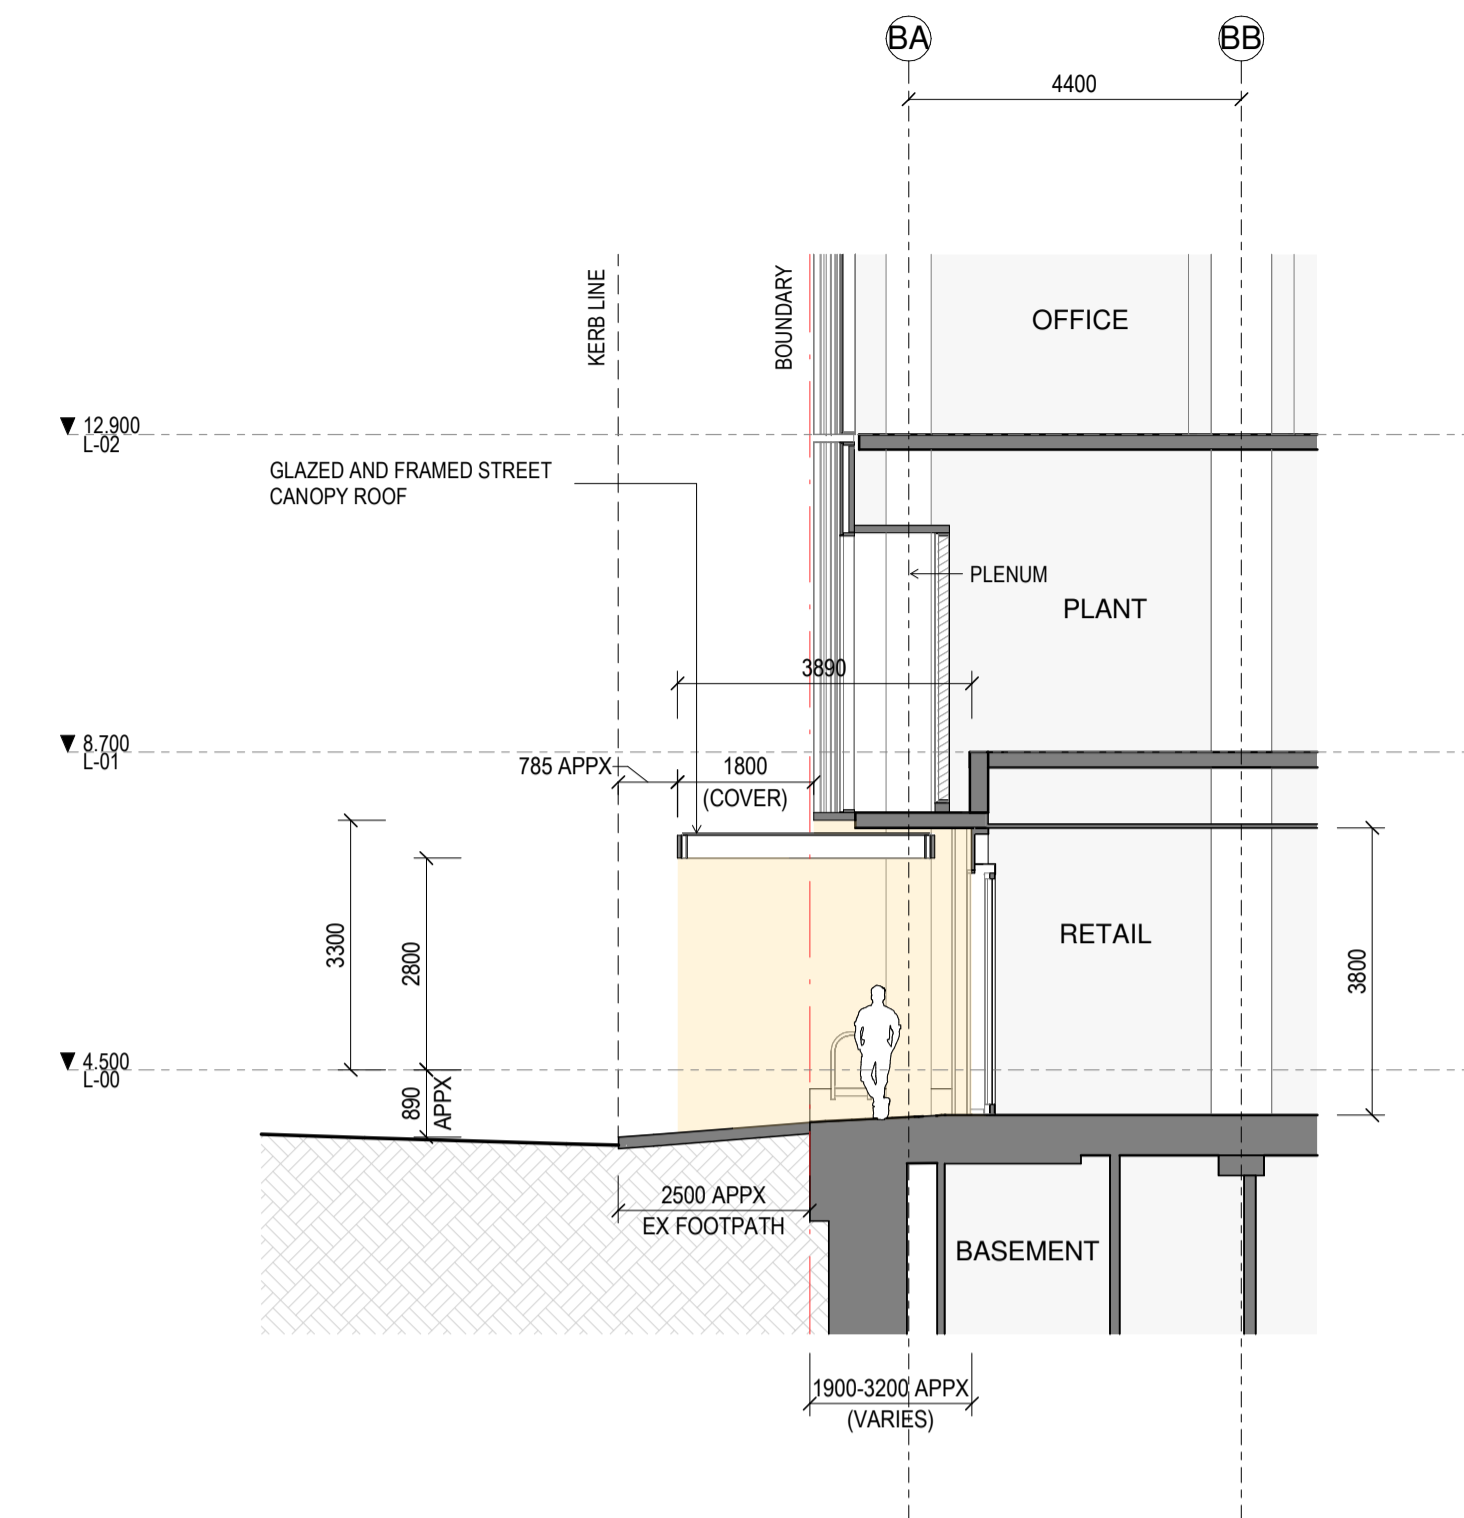 BA
BB
4400
KERB LINE
BOUNDARY
OFFICE
12.900
L-02
GLAZED AND FRAMED STREET
CANOPY ROOF
PLENUM
PLANT
3890
8.700
L-01
785 APPX
1800
(COVER)
3300
2800
RETAIL
3800
4.500
L-00
890
APPX
2500 APPX
EX FOOTPATH
BASEMENT
1900-3200 APPX
(VARIES)